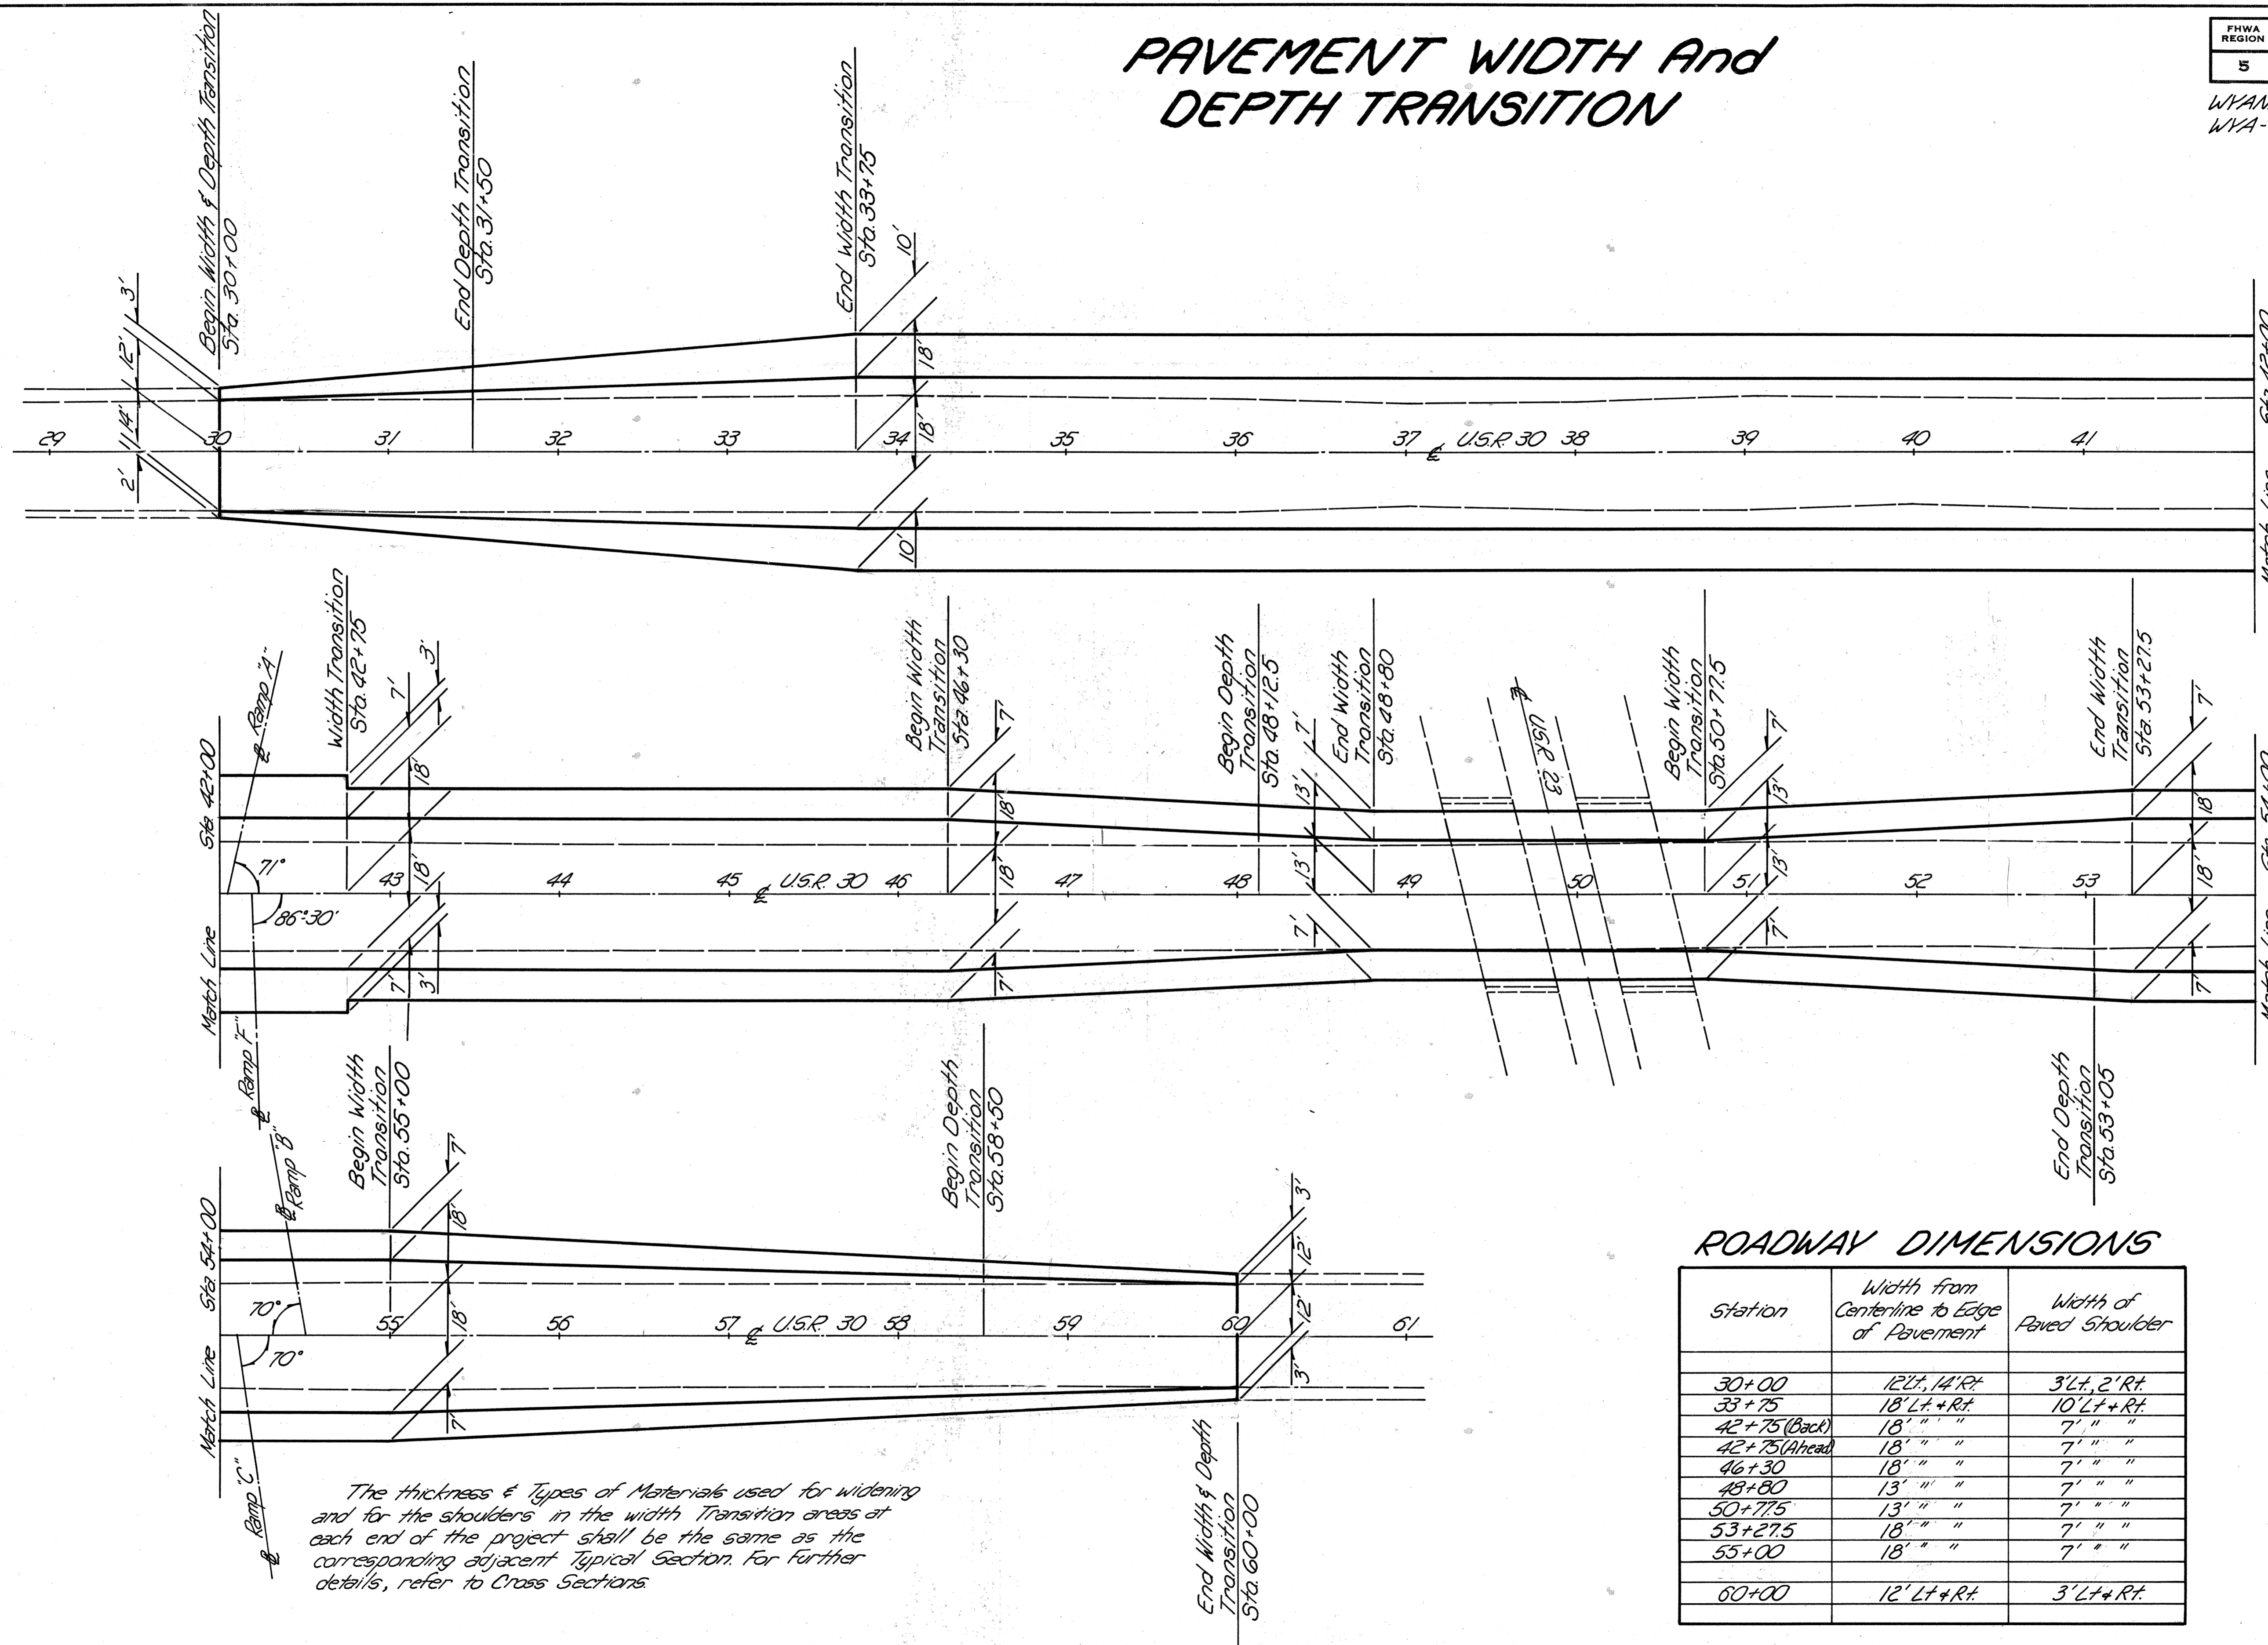 PAVEMENT WIDTH And
DEPTH TRANSITION
FHWA
REGION
5
Begin Width & Depth Transition
Sta. 30+00
End Depth Transition
Sta. 31+50
End Width Transition
Sta. 33+75
3'
12'
14'
2'
10'
18'
18'
10'
29
30
31
32
33
34
35
36
37
℄ U.S.R. 30
38
39
40
41
Sta. 42+00
Match Line
Match Line Sta. 42+00
℄ Ramp "A"
71°
86°30'
℄ Ramp "F"
Width Transition
Sta. 42+75
7'
3'
18'
18'
7'
3'
Begin Width
Transition
Sta. 46+30
7'
18'
18'
7'
Begin Depth
Transition
Sta. 48+12.5
End Width
Transition
Sta. 48+80
7'
13'
13'
7'
℄ USR 23
Begin Width
Transition
Sta. 50+77.5
7'
13'
13'
7'
End Width
Transition
Sta. 53+27.5
7'
18'
18'
7'
43
44
45
℄ U.S.R. 30
46
47
48
49
50
51
52
53
End Depth
Transition
Sta. 53+05
Match Line Sta. 54+00
Match Line Sta. 54+00
℄ Ramp "B"
70°
70°
℄ Ramp "C"
Begin Width
Transition
Sta. 55+00
7'
18'
18'
7'
Begin Depth
Transition
Sta. 58+50
3'
12'
12'
3'
55
56
57
℄ U.S.R. 30
58
59
60
61
End Width & Depth
Transition
Sta. 60+00
The thickness & Types of Materials used for widening
and for the shoulders in the width Transition areas at
each end of the project shall be the same as the
corresponding adjacent Typical Section. For Further
details, refer to Cross Sections.
ROADWAY DIMENSIONS
Station
Width from
Centerline to Edge
of Pavement
Width of
Paved Shoulder
30+00 12'Lt., 14'Rt. 3'Lt., 2'Rt.
33+75 18' Lt. & Rt. 10' Lt & Rt.
42+75 (Back) 18' " " 7' " "
42+75 (Ahead) 18' " " 7' " "
46+30 18' " " 7' " "
48+80 13' " " 7' " "
50+77.5 13' " " 7' " "
53+27.5 18' " " 7' " "
55+00 18' " " 7' " "
60+00 12' Lt & Rt. 3' Lt & Rt.